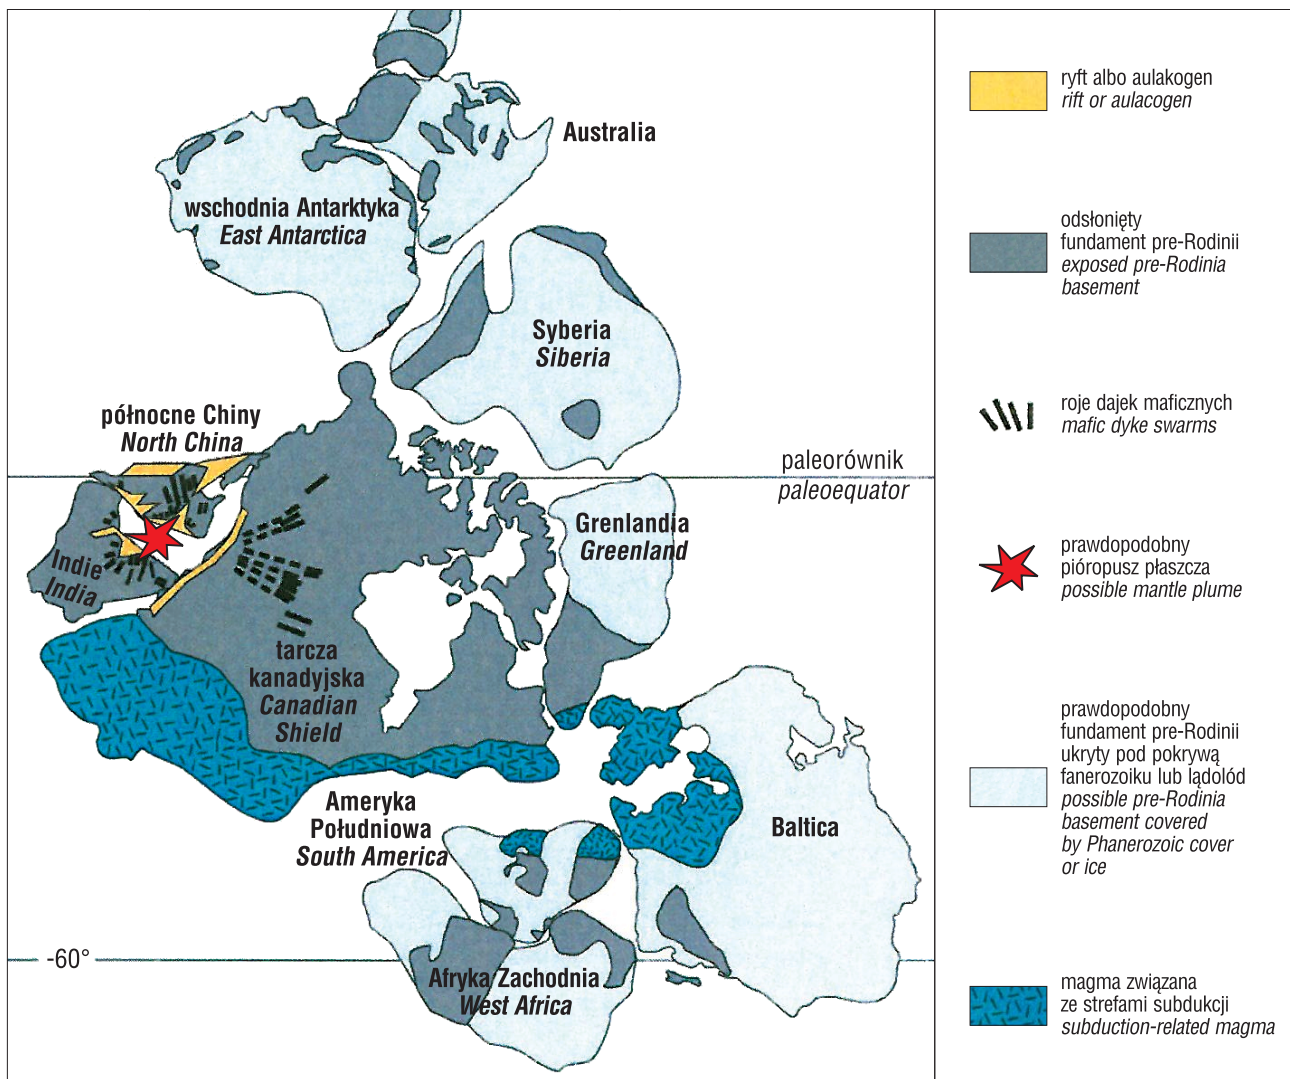 Australia
wschodnia Antarktyka
East Antarctica
Syberia
Siberia
północne Chiny
North China
paleorównik
paleoequator
Grenlandia
Greenland
Indie
India
tarcza
kanadyjska
Canadian
Shield
Ameryka
Południowa
South America
Baltica
-60°
Afryka Zachodnia
West Africa
ryft albo aulakogen
rift or aulacogen
odsłonięty
fundament pre-Rodinii
exposed pre-Rodinia
basement
roje dajek maficznych
mafic dyke swarms
prawdopodobny
pióropusz płaszcza
possible mantle plume
prawdopodobny
fundament pre-Rodinii
ukryty pod pokrywą
fanerozoiku lub lądolód
possible pre-Rodinia
basement covered
by Phanerozoic cover
or ice
magma związana
ze strefami subdukcji
subduction-related magma